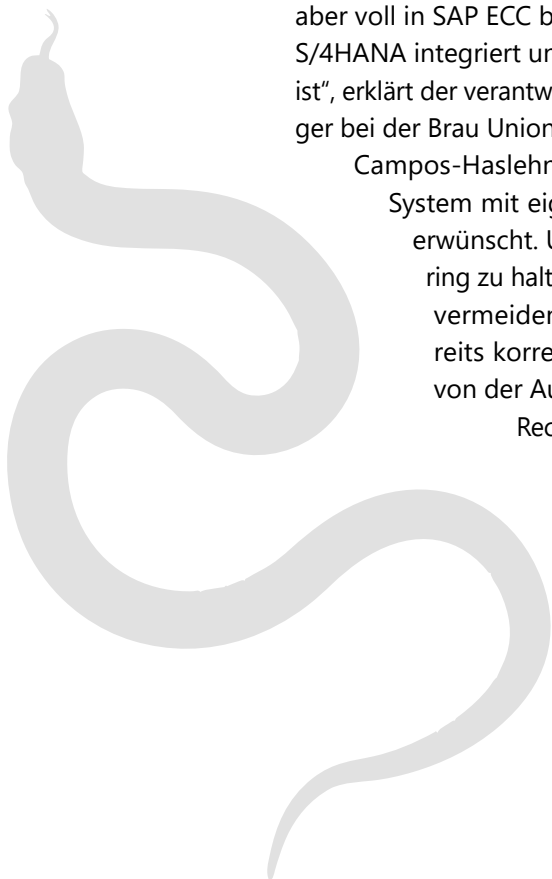 aber voll in SAP ECC b
S/4HANA integriert un
ist“, erklärt der verantw
ger bei der Brau Union
Campos-Haslehn
System mit eig
erwünscht. U
ring zu halt
vermeiden
reits korre
von der Au
Rec